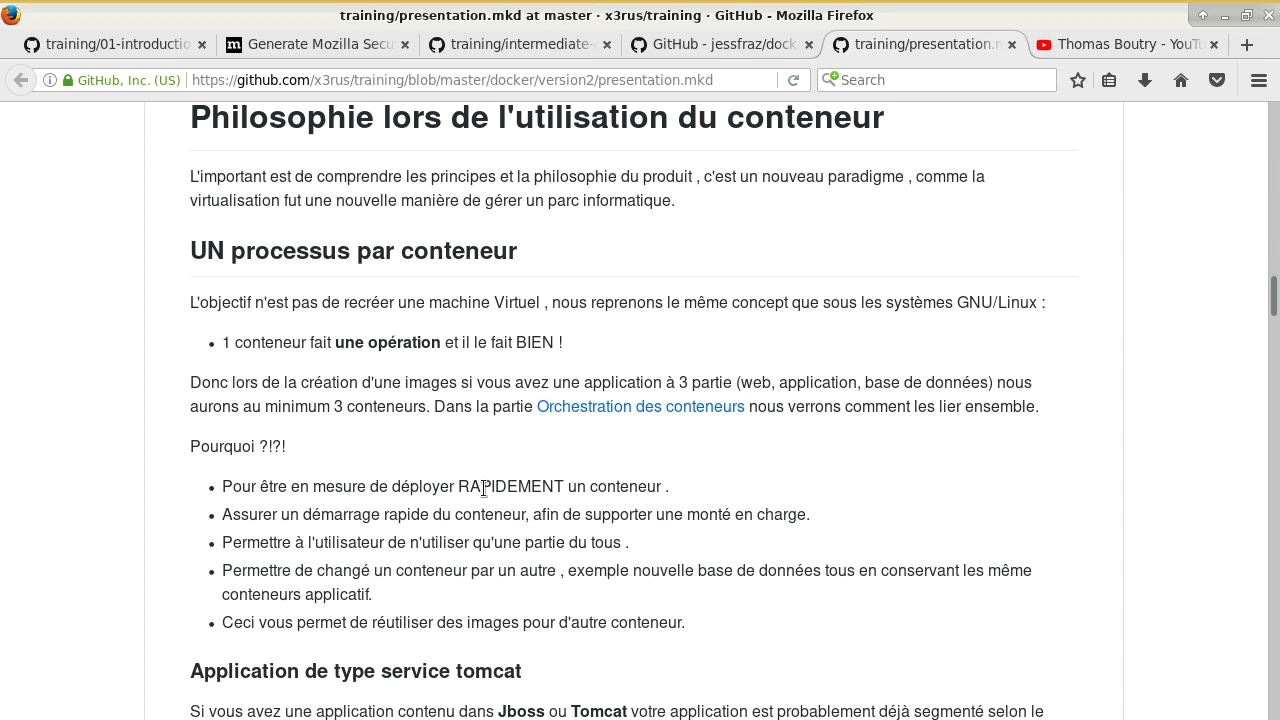 training/presentation.mkd at master · x3rus/training · GitHub - Mozilla Firefox
training/01-introductio
Generate Mozilla Secu
training/intermediate-
GitHub - jessfraz/dock
training/presentation.m
Thomas Boutry - YouTu
GitHub, Inc. (US)
https://github.com/x3rus/training/blob/master/docker/version2/presentation.mkd
Search
Philosophie lors de l'utilisation du conteneur
L'important est de comprendre les principes et la philosophie du produit , c'est un nouveau paradigme , comme la
virtualisation fut une nouvelle manière de gérer un parc informatique.
UN processus par conteneur
L'objectif n'est pas de recréer une machine Virtuel , nous reprenons le même concept que sous les systèmes GNU/Linux :
• 1 conteneur fait une opération et il le fait BIEN !
Donc lors de la création d'une images si vous avez une application à 3 partie (web, application, base de données) nous
aurons au minimum 3 conteneurs. Dans la partie Orchestration des conteneurs nous verrons comment les lier ensemble.
Pourquoi ?!?!
• Pour être en mesure de déployer RAPIDEMENT un conteneur .
• Assurer un démarrage rapide du conteneur, afin de supporter une monté en charge.
• Permettre à l'utilisateur de n'utiliser qu'une partie du tous .
• Permettre de changé un conteneur par un autre , exemple nouvelle base de données tous en conservant les même
conteneurs applicatif.
• Ceci vous permet de réutiliser des images pour d'autre conteneur.
Application de type service tomcat
Si vous avez une application contenu dans Jboss ou Tomcat votre application est probablement déjà segmenté selon le